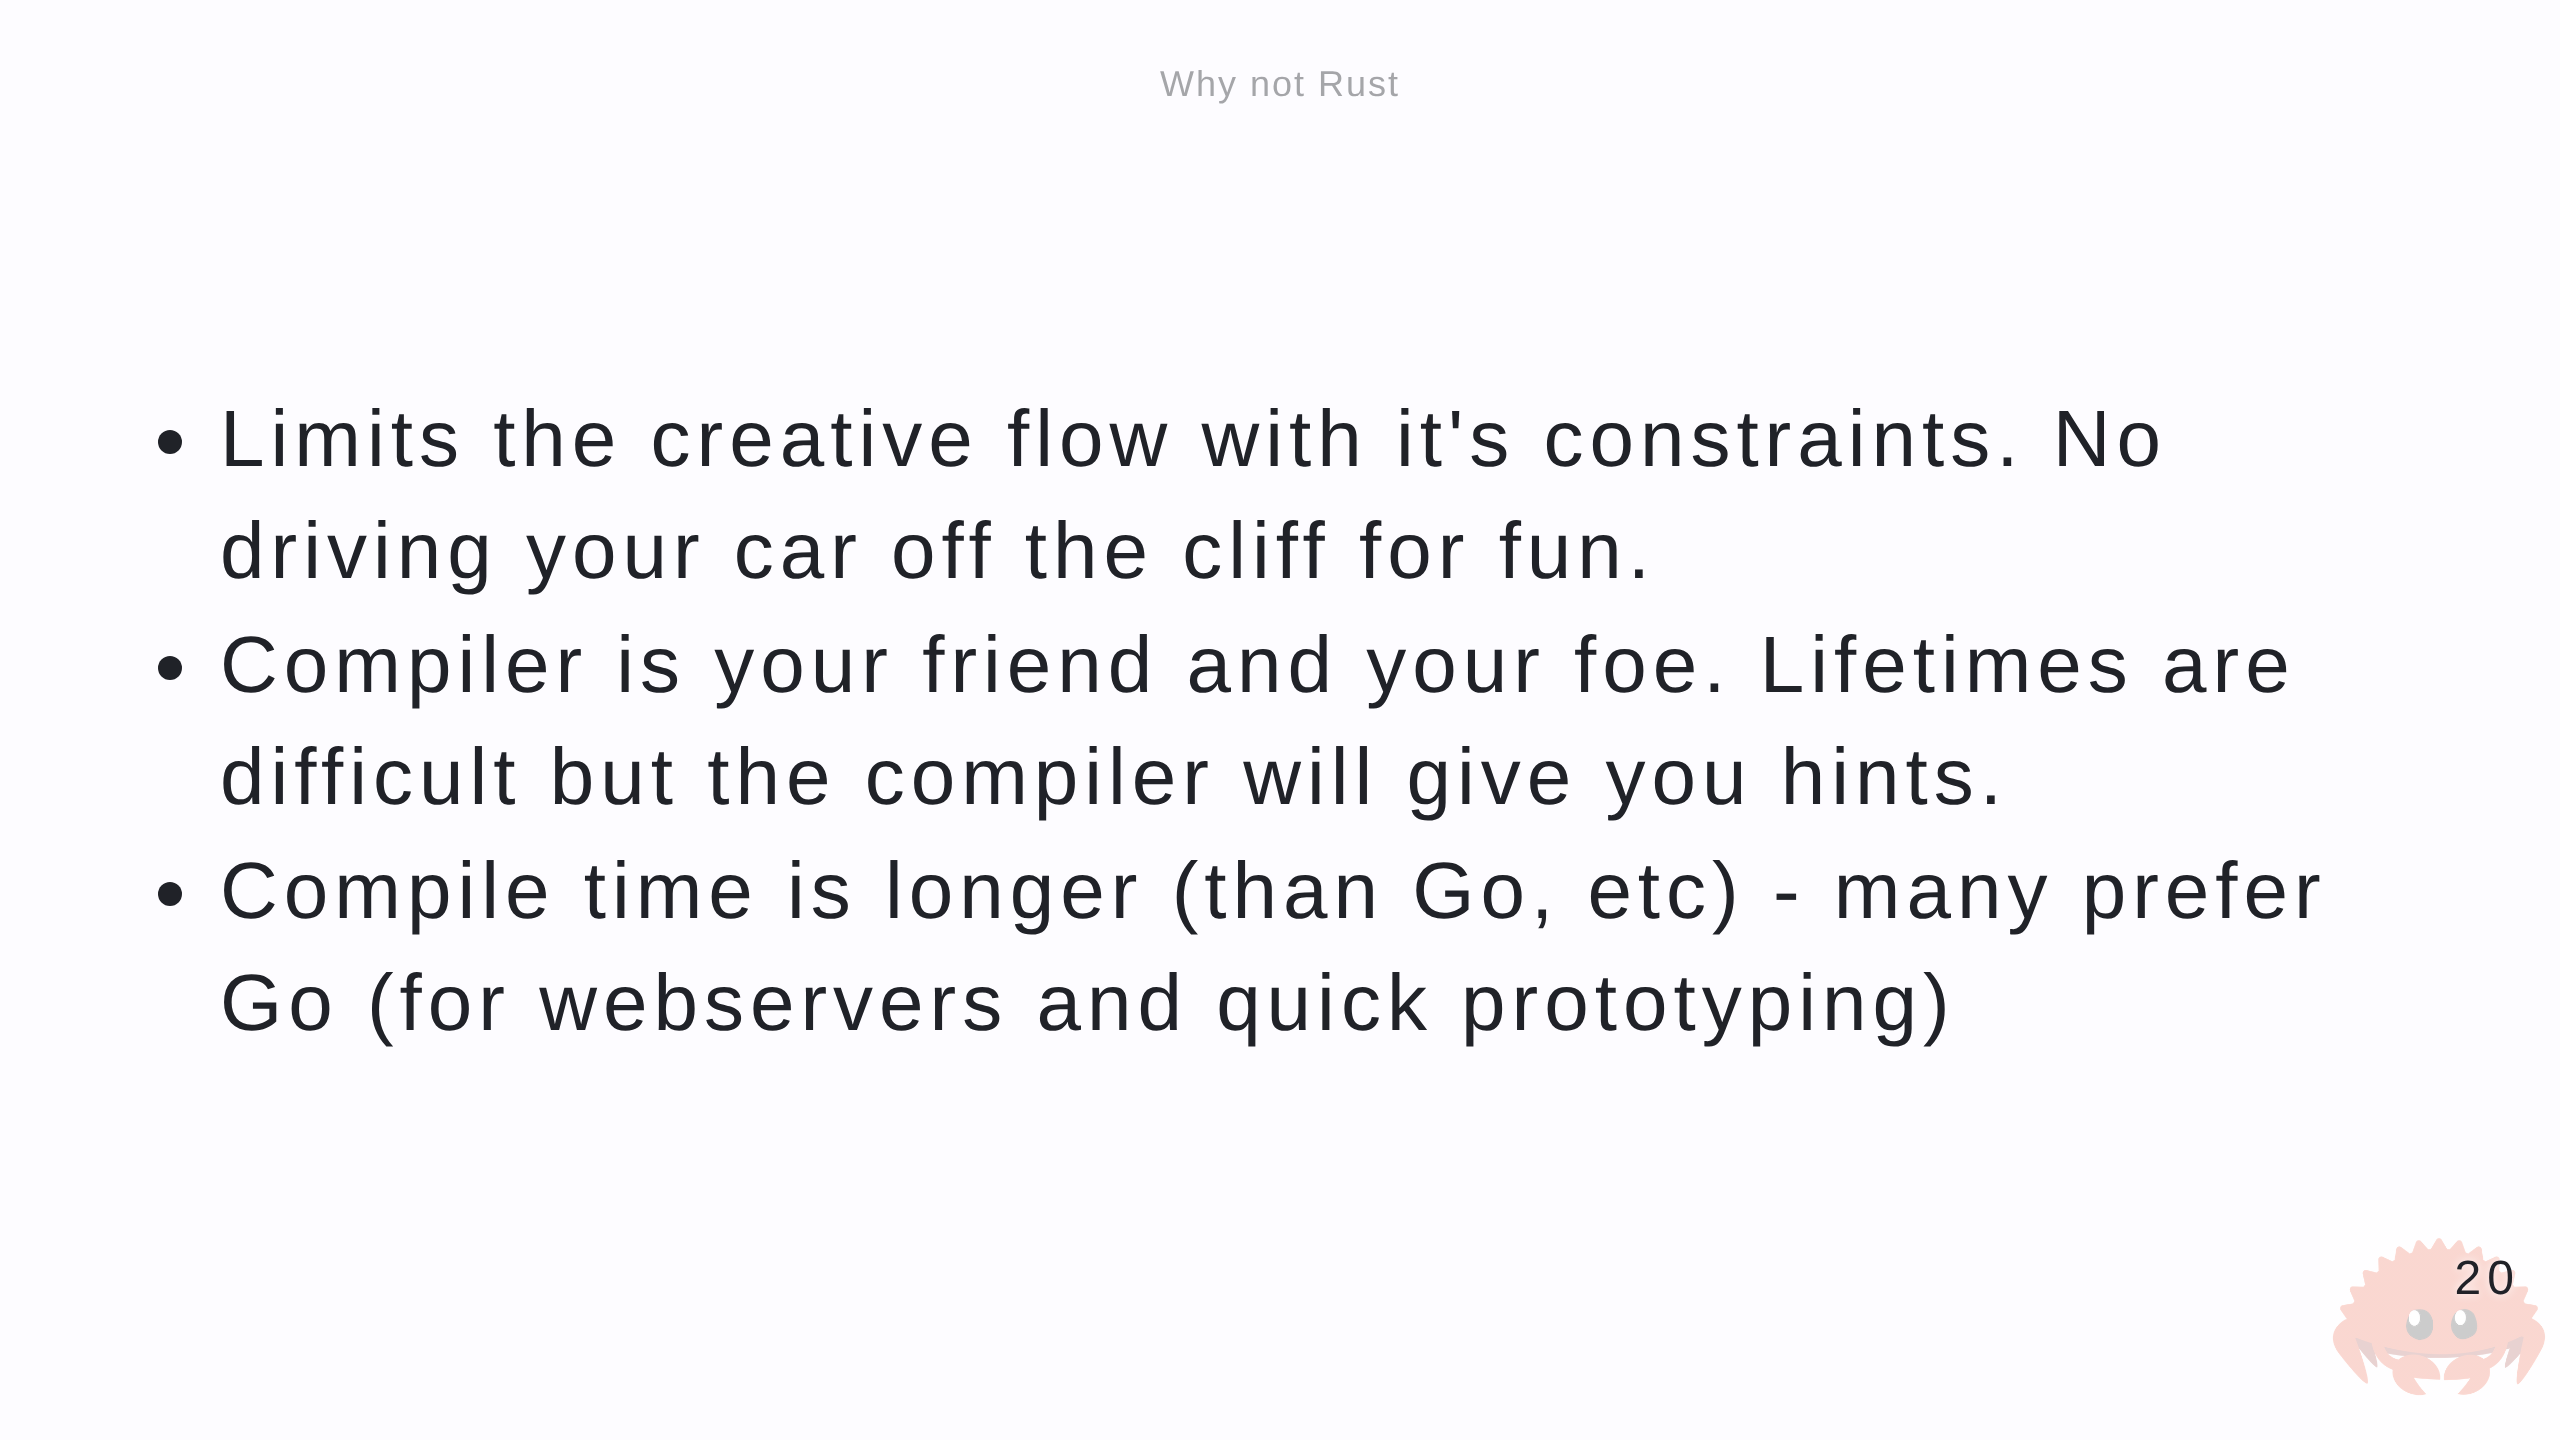 Why not Rust
• Limits the creative flow with it's constraints. No
driving your car off the cliff for fun.
• Compiler is your friend and your foe. Lifetimes are
difficult but the compiler will give you hints.
• Compile time is longer (than Go, etc) - many prefer
Go (for webservers and quick prototyping)
20